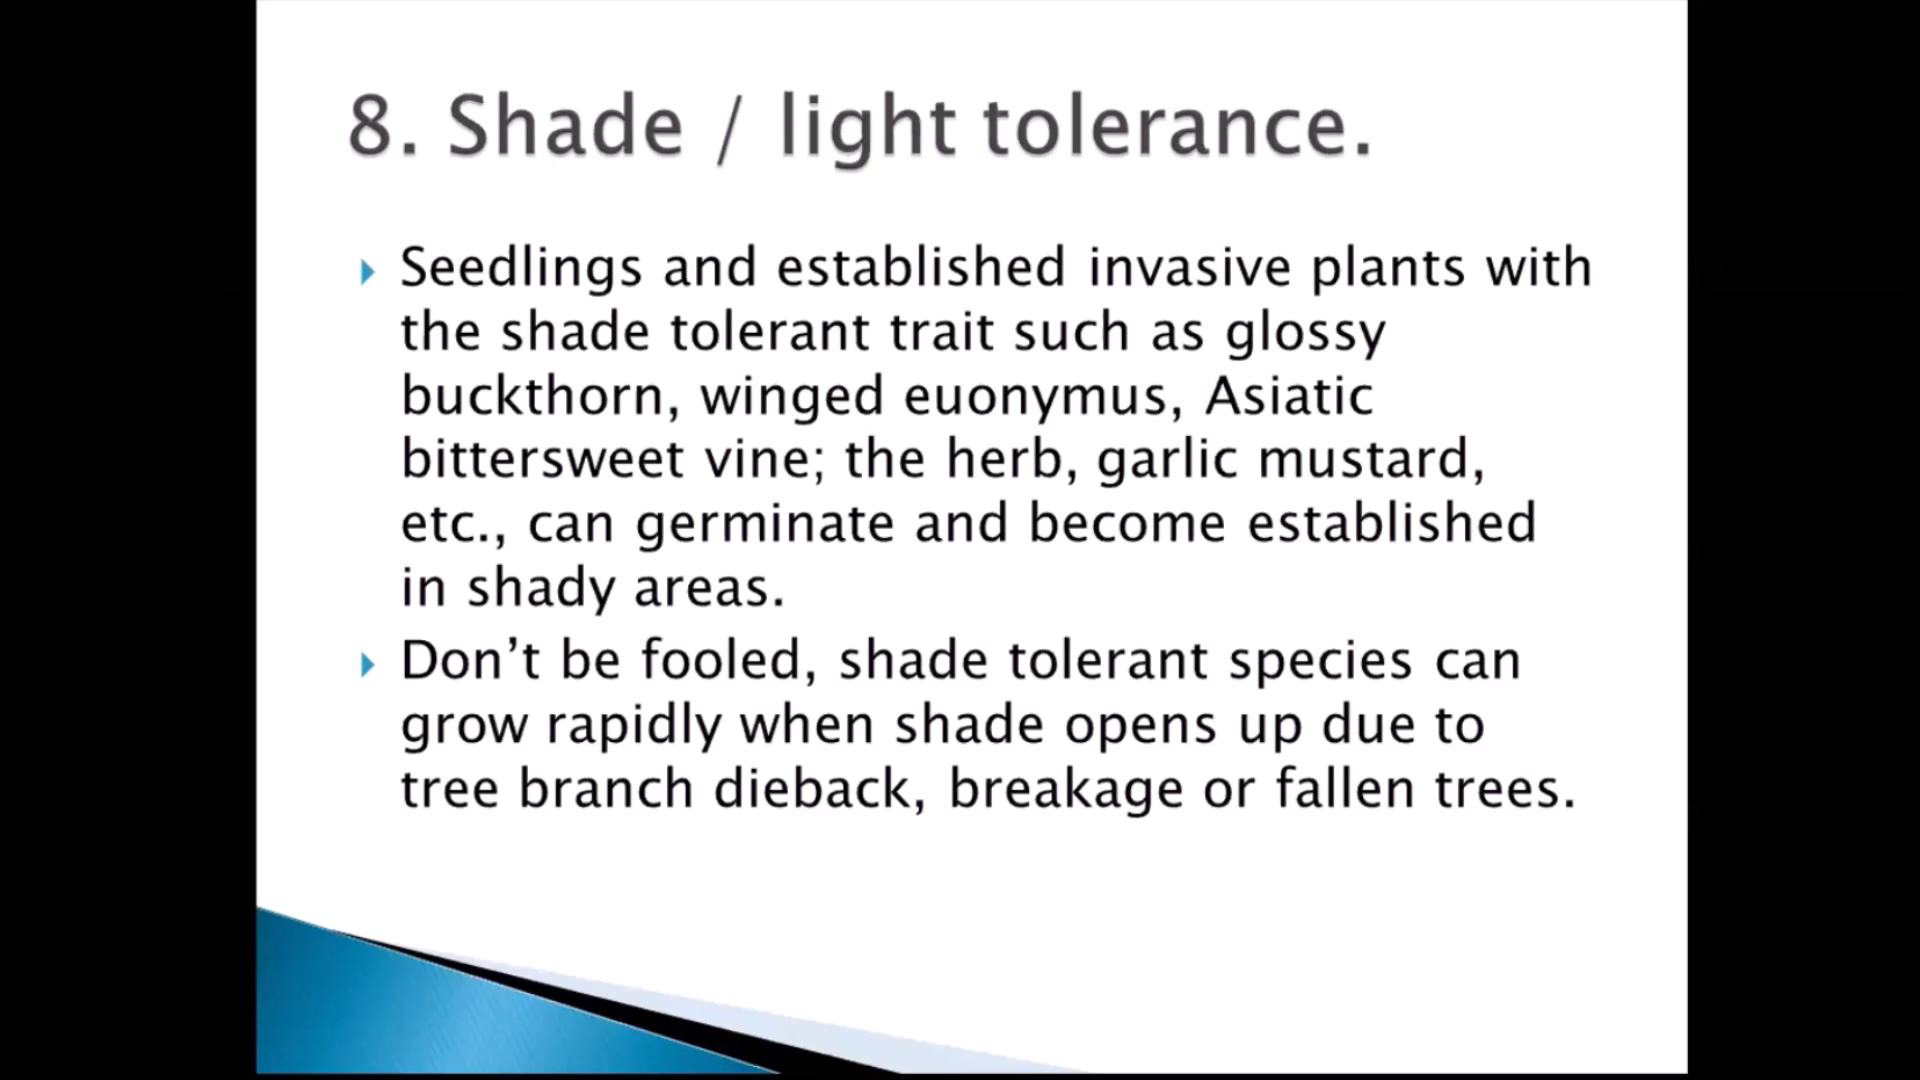 8. Shade / light tolerance.
Seedlings and established invasive plants with
the shade tolerant trait such as glossy
buckthorn, winged euonymus, Asiatic
bittersweet vine; the herb, garlic mustard,
etc., can germinate and become established
in shady areas.
Don’t be fooled, shade tolerant species can
grow rapidly when shade opens up due to
tree branch dieback, breakage or fallen trees.